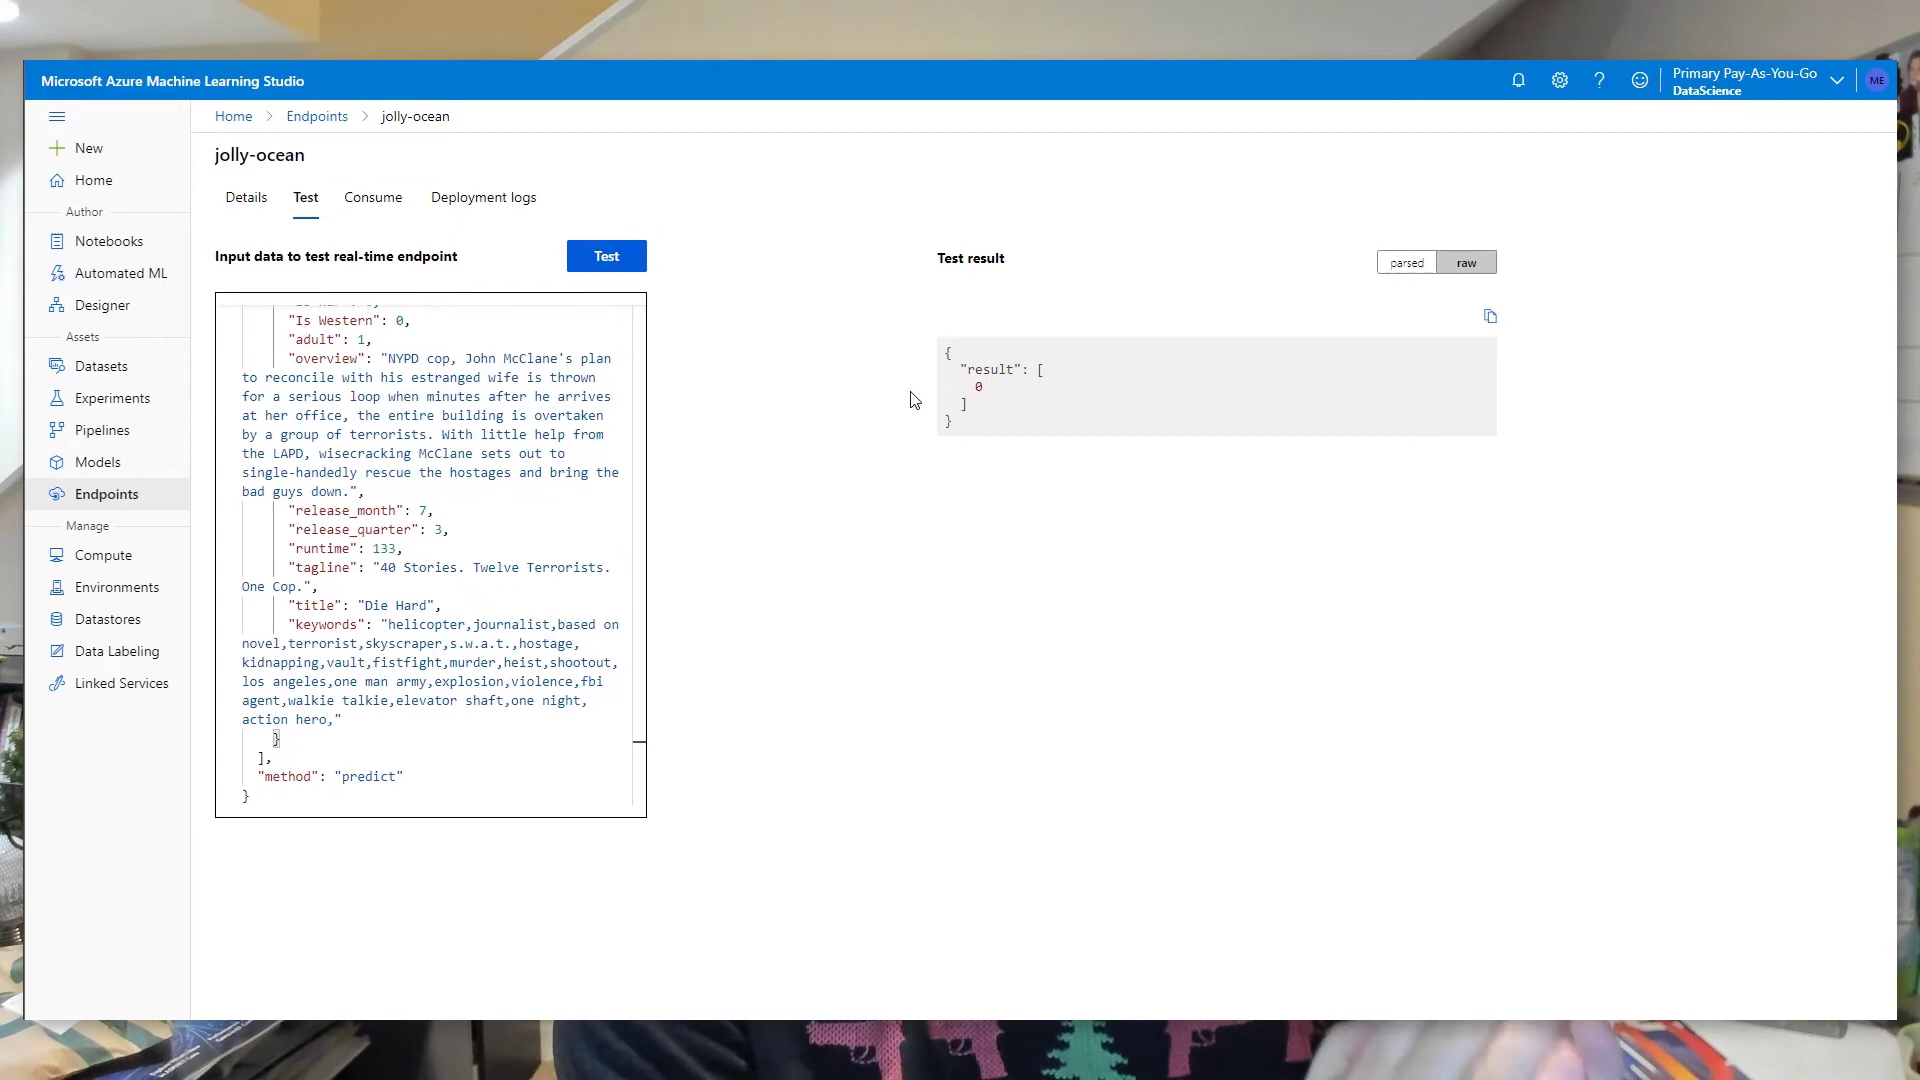 Microsoft Azure Machine Learning Studio
Primary Pay-As-You-Go
DataScience
ME
Home > Endpoints > jolly-ocean
New
Home
Author
Notebooks
Automated ML
Designer
Assets
Datasets
Experiments
Pipelines
Models
Endpoints
Manage
Compute
Environments
Datastores
Data Labeling
Linked Services
jolly-ocean
Details Test Consume Deployment logs
Input data to test real-time endpoint
Test
"Is Western": 0,
"adult": 1,
"overview": "NYPD cop, John McClane's plan
to reconcile with his estranged wife is thrown
for a serious loop when minutes after he arrives
at her office, the entire building is overtaken
by a group of terrorists. With little help from
the LAPD, wisecracking McClane sets out to
single-handedly rescue the hostages and bring the
bad guys down.",
"release_month": 7,
"release_quarter": 3,
"runtime": 133,
"tagline": "40 Stories. Twelve Terrorists.
One Cop.",
"title": "Die Hard",
"keywords": "helicopter,journalist,based on
novel,terrorist,skyscraper,s.w.a.t.,hostage,
kidnapping,vault,fistfight,murder,heist,shootout,
los angeles,one man army,explosion,violence,fbi
agent,walkie talkie,elevator shaft,one night,
action hero,"
}
],
"method": "predict"
}
Test result
parsed raw
{
"result": [
0
]
}